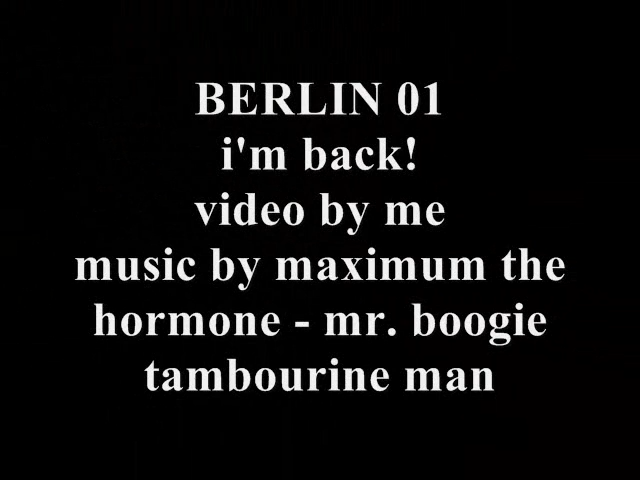 BERLIN 01
i'm back!
video by me
music by maximum the
hormone - mr. boogie
tambourine man